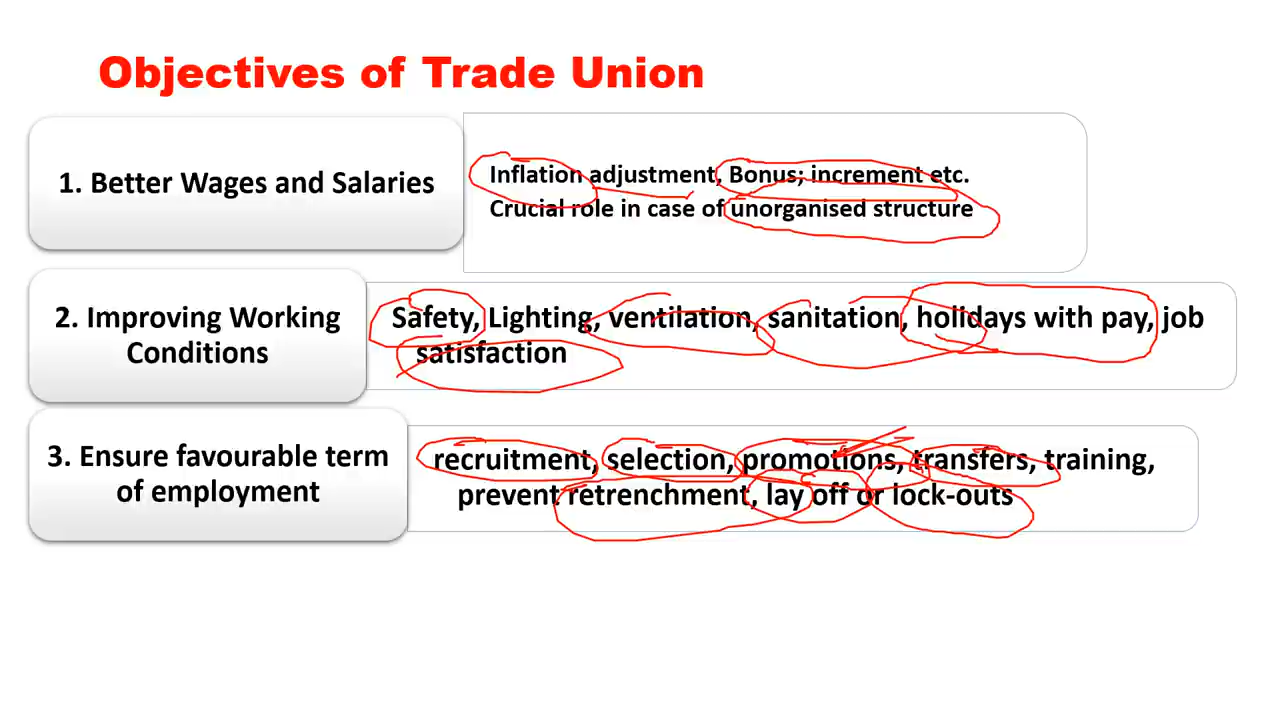 Objectives of Trade Union
1. Better Wages and Salaries
Inflation adjustment, Bonus; increment etc.
Crucial role in case of unorganised structure
2. Improving Working
Conditions
Safety, Lighting, ventilation, sanitation, holidays with pay, job
satisfaction
3. Ensure favourable term
of employment
recruitment, selection, promotions, transfers, training,
prevent retrenchment, lay off or lock-outs